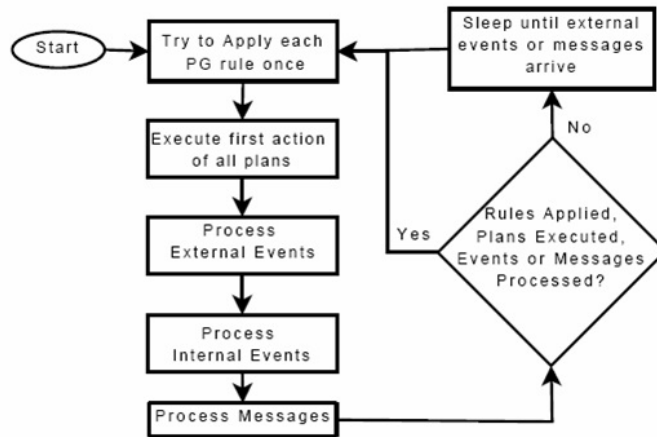 Start
Try to Apply each
PG rule once
Execute first action
of all plans
Process
External Events
Process
Internal Events
Process Messages
Sleep until external
events or messages
arrive
No
Rules Applied,
Plans Executed,
Events or Messages
Processed?
Yes